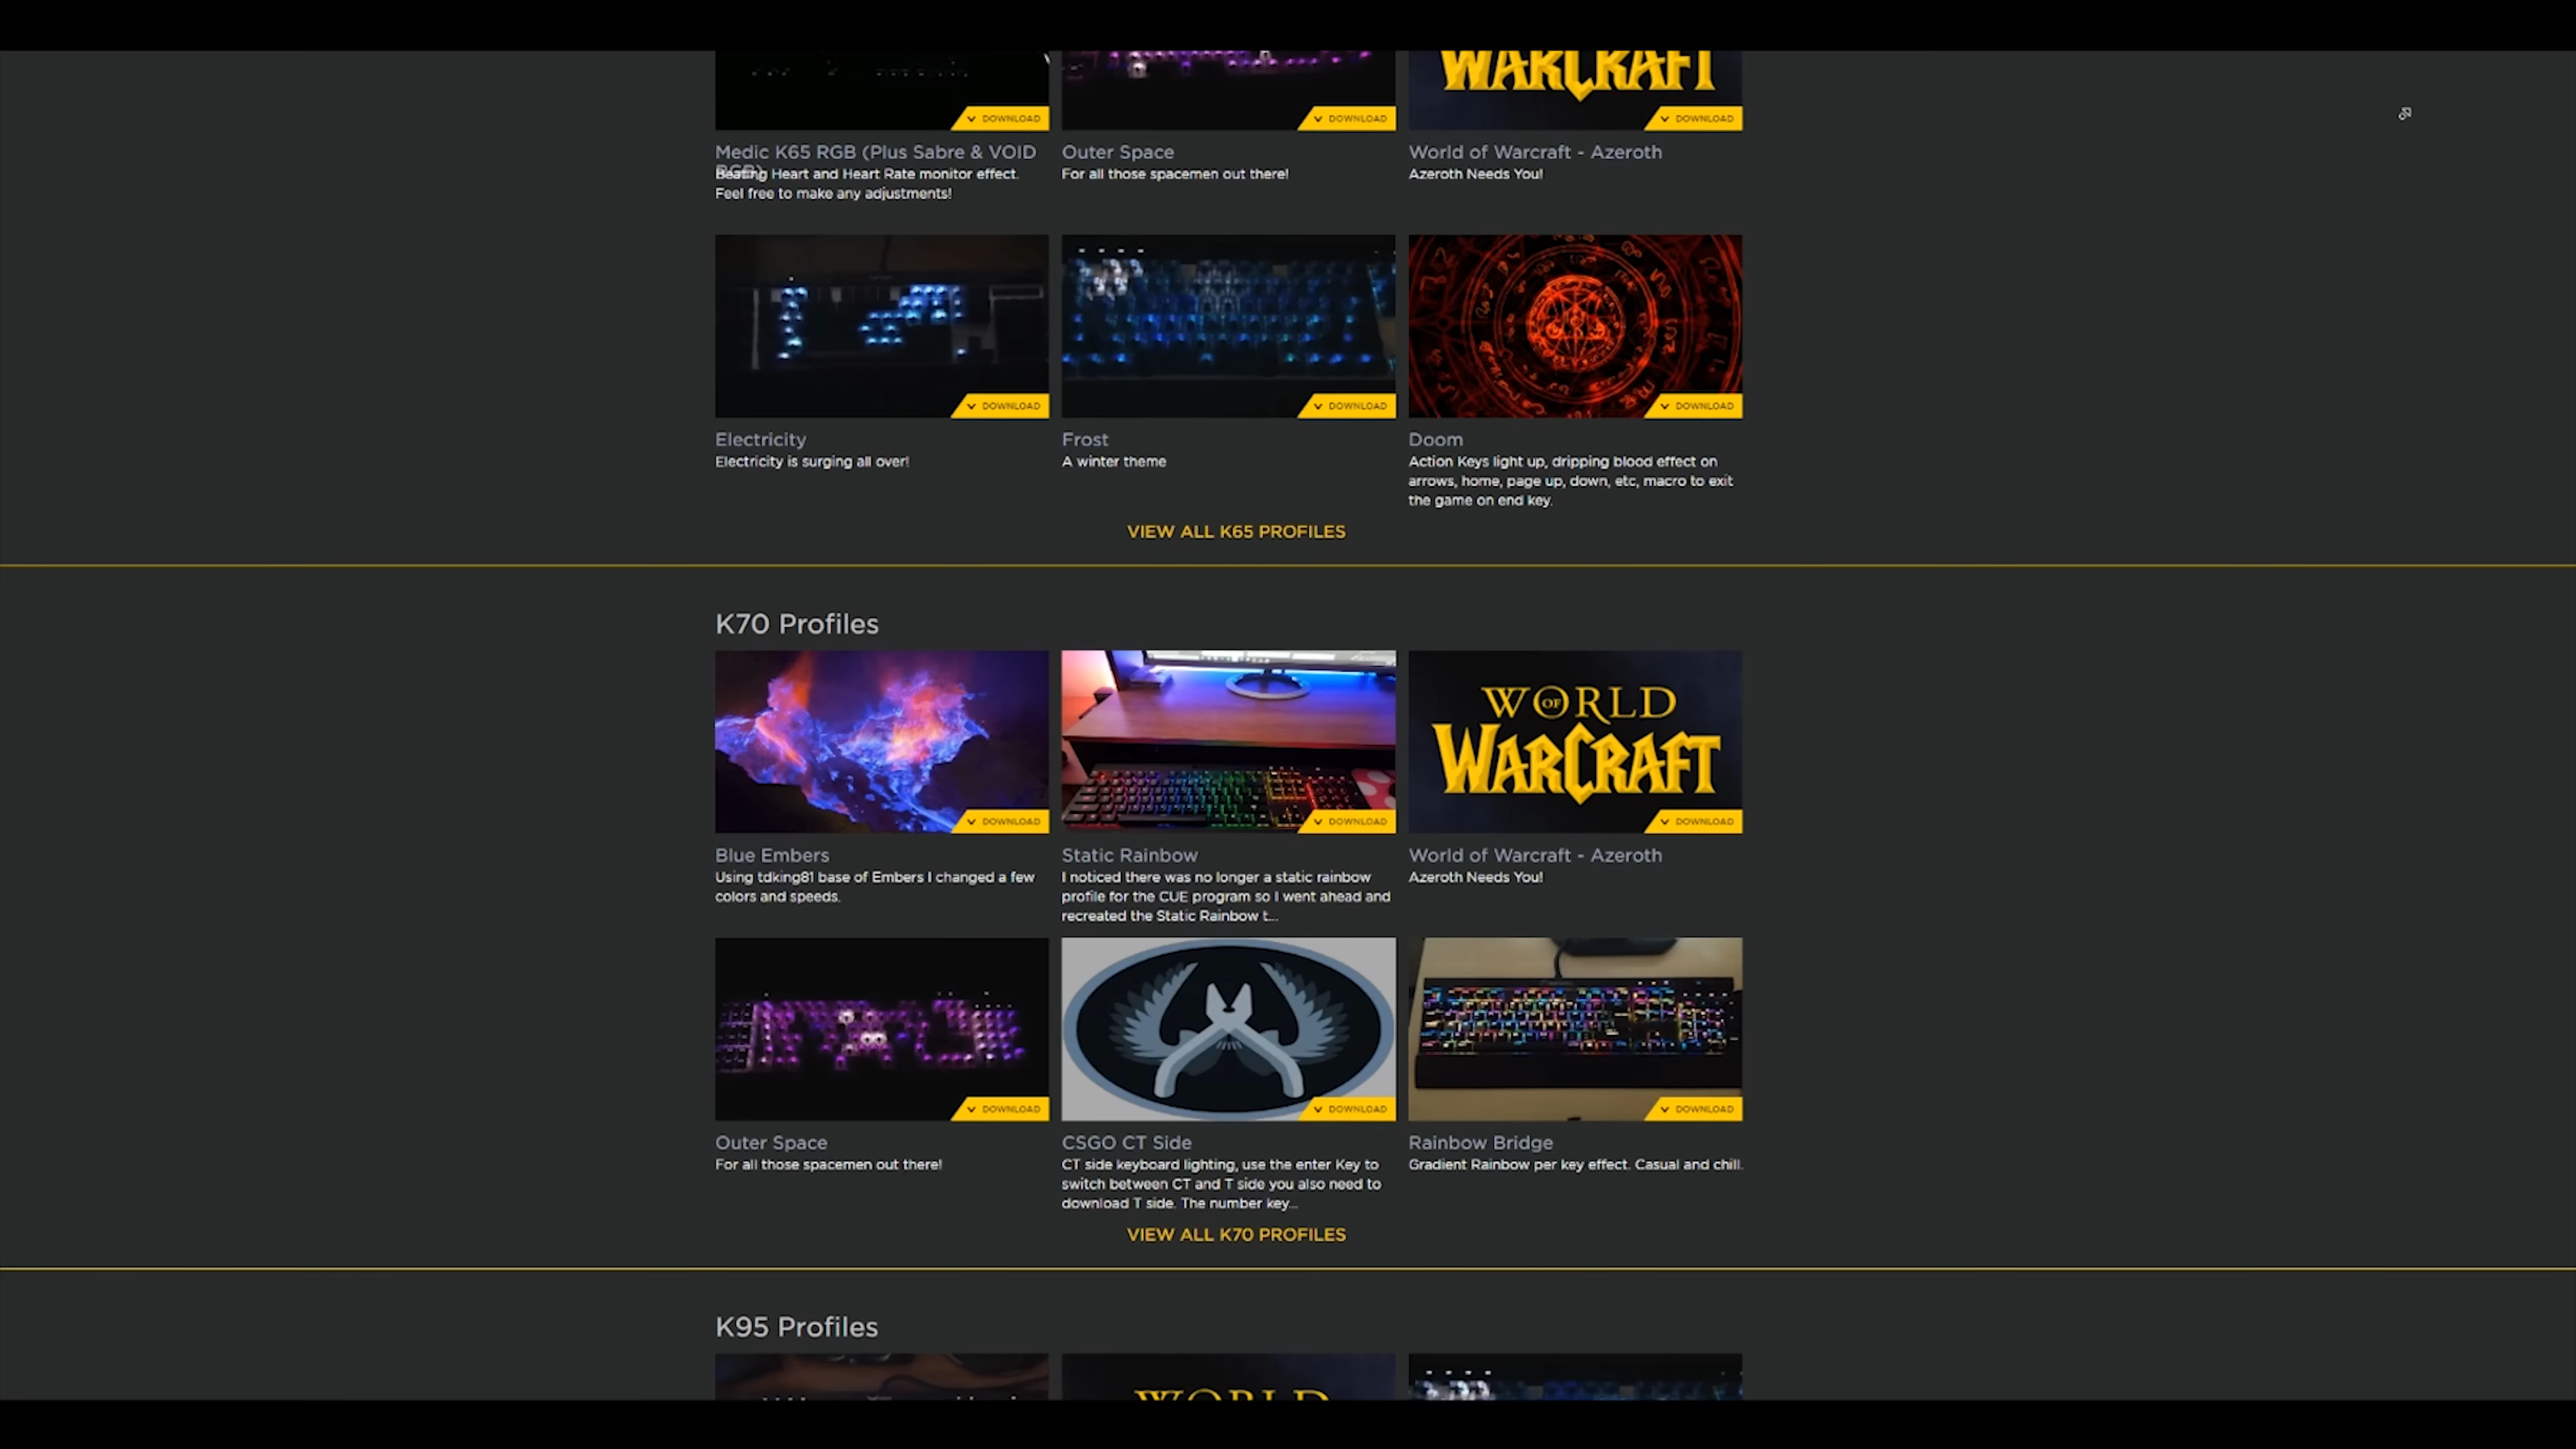 WARCRAFT
DOWNLOAD
DOWNLOAD
DOWNLOAD
Medic K65 RGB (Plus Sabre & VOID
RGB)
Beating Heart and Heart Rate monitor effect.
Feel free to make any adjustments!
Outer Space
For all those spacemen out there!
World of Warcraft - Azeroth
Azeroth Needs You!
DOWNLOAD
DOWNLOAD
DOWNLOAD
Electricity
Electricity is surging all over!
Frost
A winter theme
Doom
Action Keys light up, dripping blood effect on
arrows, home, page up, down, etc, macro to exit
the game on end key.
VIEW ALL K65 PROFILES
K70 Profiles
WORLD
OF
WARCRAFT
DOWNLOAD
DOWNLOAD
DOWNLOAD
Blue Embers
Using tdking81 base of Embers I changed a few
colors and speeds.
Static Rainbow
I noticed there was no longer a static rainbow
profile for the CUE program so I went ahead and
recreated the Static Rainbow t...
World of Warcraft - Azeroth
Azeroth Needs You!
DOWNLOAD
DOWNLOAD
DOWNLOAD
Outer Space
For all those spacemen out there!
CSGO CT Side
CT side keyboard lighting, use the enter Key to
switch between CT and T side you also need to
download T side. The number key...
Rainbow Bridge
Gradient Rainbow per key effect. Casual and chill.
VIEW ALL K70 PROFILES
K95 Profiles
WORLD